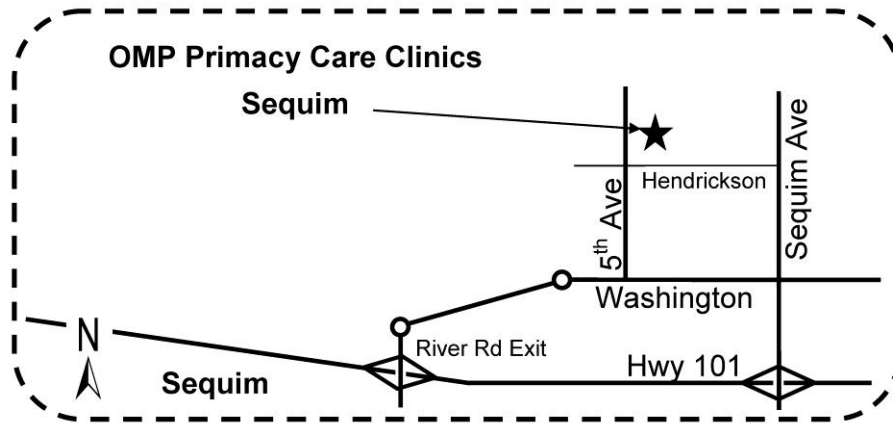 OMP Primacy Care Clinics
Sequim
Hendrickson
5th Ave
Sequim Ave
Washington
N
River Rd Exit
Hwy 101
Sequim